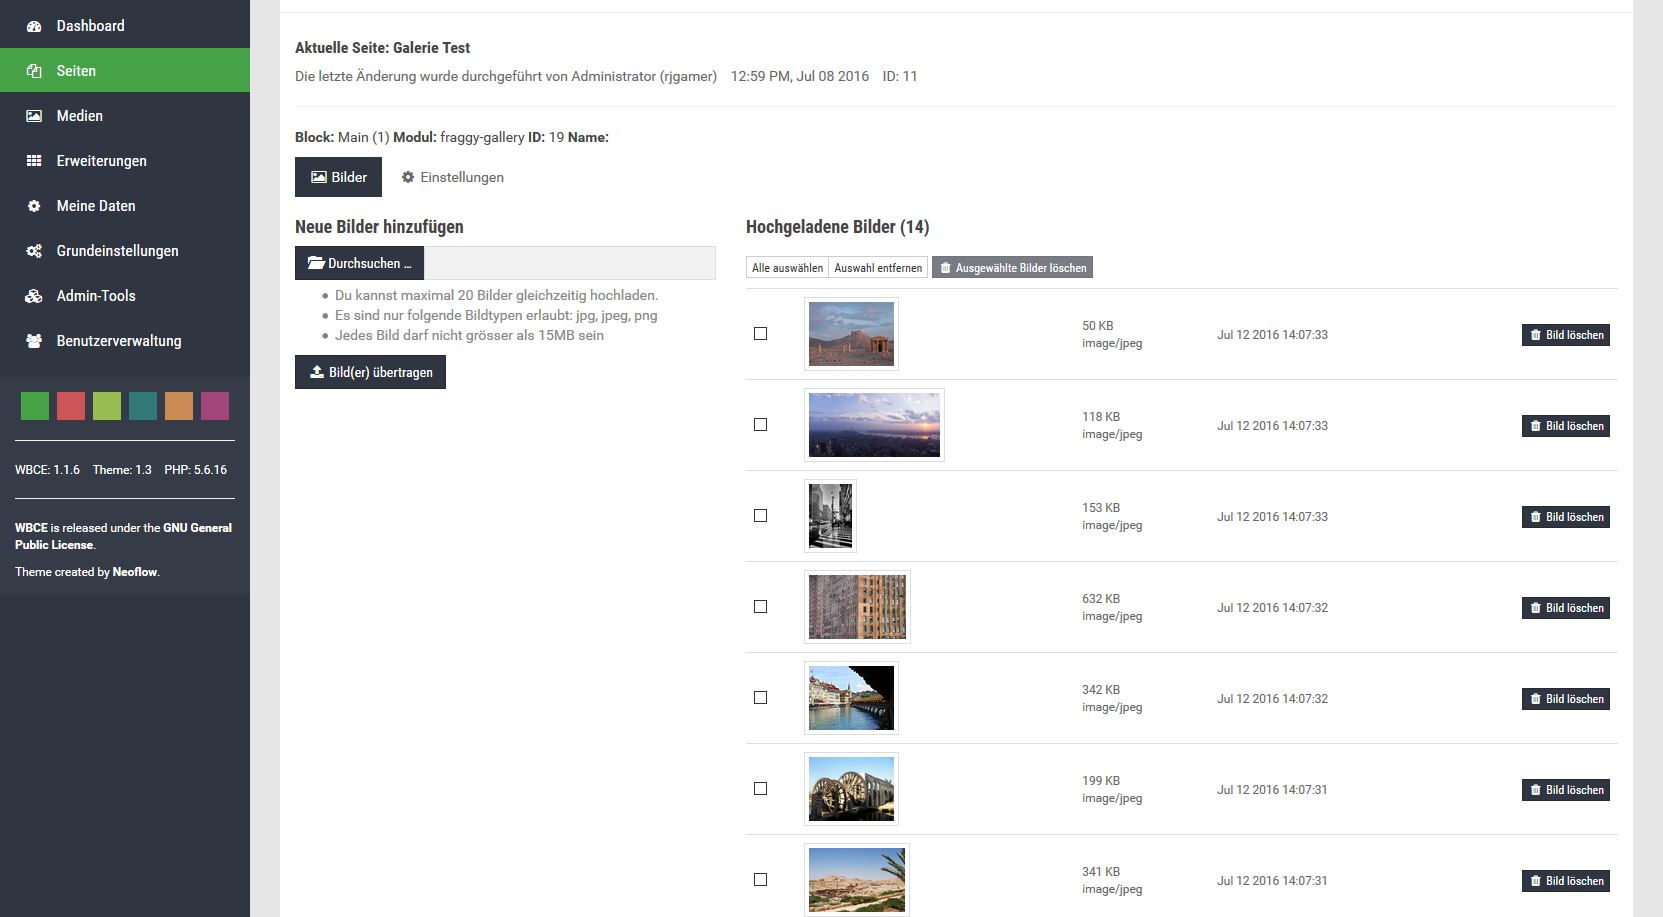 Dashboard
Seiten
Medien
Erweiterungen
Meine Daten
Grundeinstellungen
Admin-Tools
Benutzerverwaltung
WBCE: 1.1.6 Theme: 1.3 PHP: 5.6.16
WBCE is released under the GNU General
Public License.
Theme created by Neoflow.
Aktuelle Seite: Galerie Test
Die letzte Änderung wurde durchgeführt von Administrator (rjgamer) 12:59 PM, Jul 08 2016 ID: 11
Block: Main (1) Modul: fraggy-gallery ID: 19 Name:
Bilder Einstellungen
Neue Bilder hinzufügen
Durchsuchen ...
Du kannst maximal 20 Bilder gleichzeitig hochladen.
Es sind nur folgende Bildtypen erlaubt: jpg, jpeg, png
Jedes Bild darf nicht grösser als 15MB sein
Bild(er) übertragen
Hochgeladene Bilder (14)
Alle auswählen Auswahl entfernen Ausgewählte Bilder löschen
50 KB
image/jpeg
Jul 12 2016 14:07:33
Bild löschen
118 KB
image/jpeg
Jul 12 2016 14:07:33
Bild löschen
153 KB
image/jpeg
Jul 12 2016 14:07:33
Bild löschen
632 KB
image/jpeg
Jul 12 2016 14:07:32
Bild löschen
342 KB
image/jpeg
Jul 12 2016 14:07:32
Bild löschen
199 KB
image/jpeg
Jul 12 2016 14:07:31
Bild löschen
341 KB
image/jpeg
Jul 12 2016 14:07:31
Bild löschen